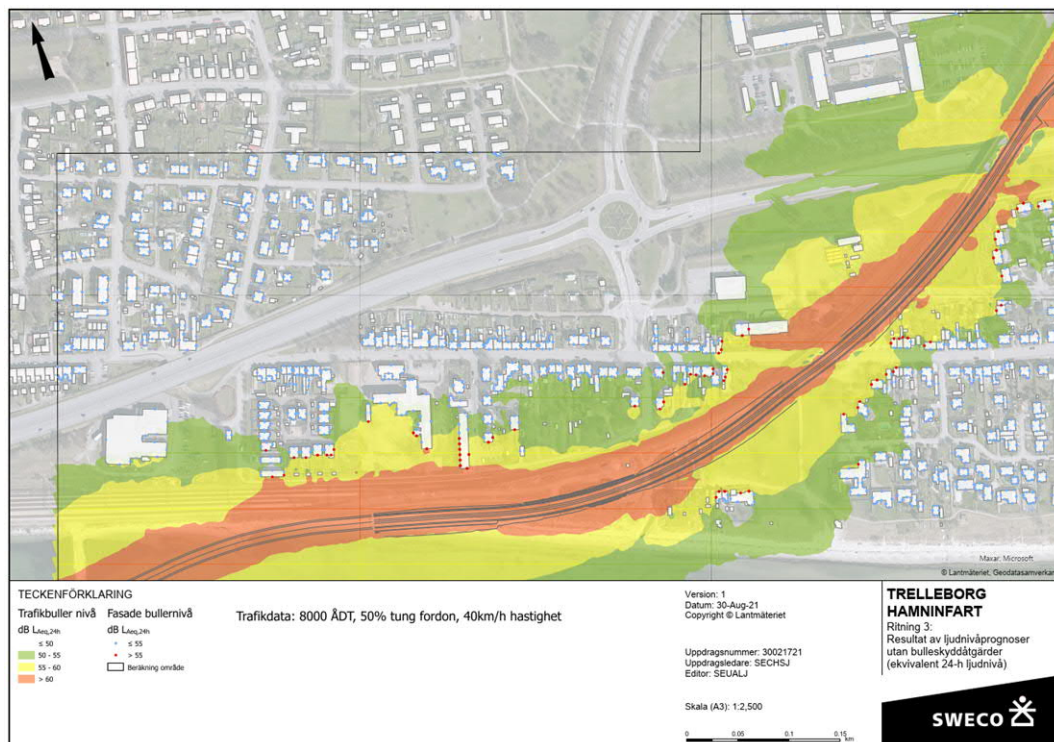 Maxar, Microsoft
© Lantmäteriet, Geodatasamverkan
TECKENFÖRKLARING
Trafikbuller nivå
dB LAeq,24h
≤ 50
50 - 55
55 - 60
> 60
Fasade bullernivå
dB LAeq,24h
≤ 55
> 55
Beräkning område
Trafikdata: 8000 ÅDT, 50% tung fordon, 40km/h hastighet
Version: 1
Datum: 30-Aug-21
Copyright © Lantmäteriet
Uppdragsnummer: 30021721
Uppdragsledare: SECHSJ
Editor: SEUALJ
Skala (A3): 1:2,500
0 0.05 0.1 0.15
km
TRELLEBORG
HAMNINFART
Ritning 3:
Resultat av ljudnivåprognoser
utan bulleskyddåtgärder
(ekvivalent 24-h ljudnivå)
SWECO